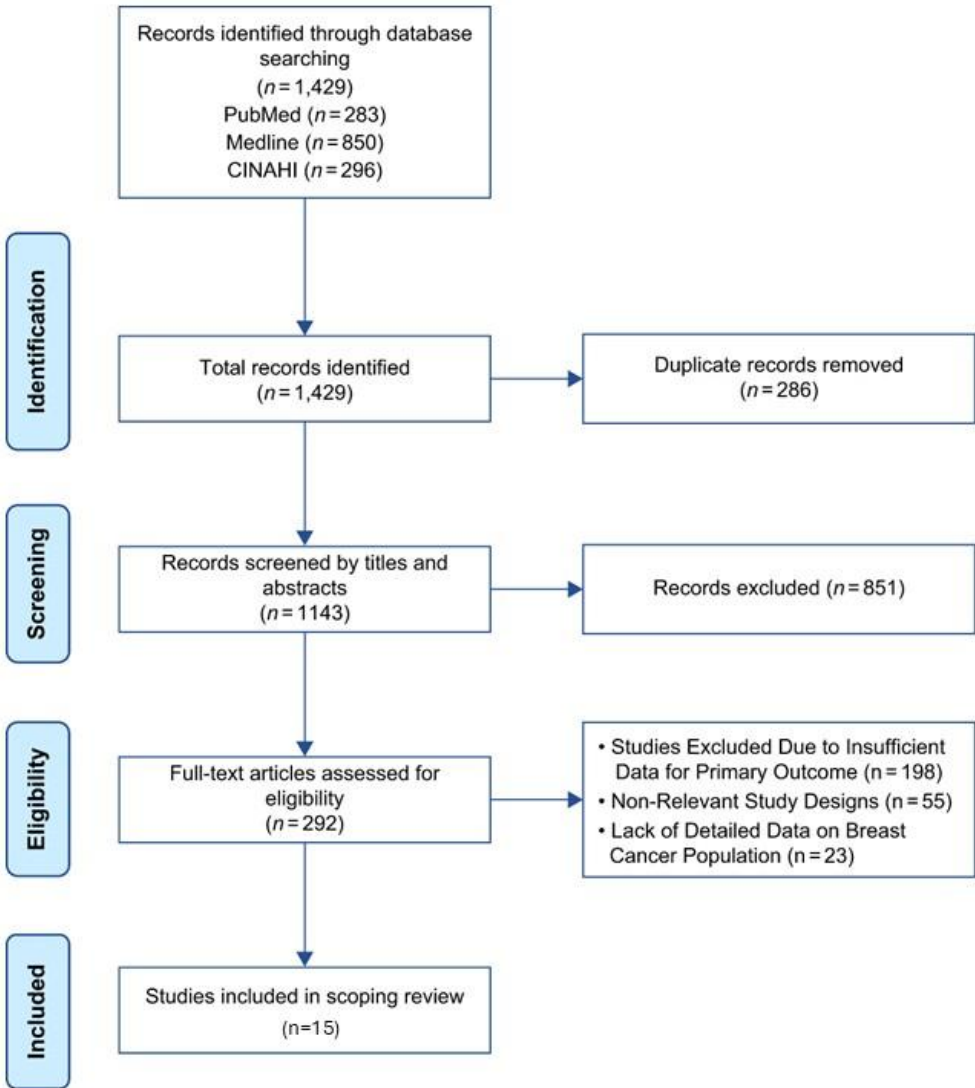 Records identified through database
searching
(n = 1,429)
PubMed (n = 283)
Medline (n = 850)
CINAHI (n = 296)
Identification
Total records identified
(n = 1,429)
Duplicate records removed
(n = 286)
Screening
Records screened by titles and
abstracts
(n = 1143)
Records excluded (n = 851)
Eligibility
Full-text articles assessed for
eligibility
(n = 292)
• Studies Excluded Due to Insufficient
Data for Primary Outcome (n = 198)
• Non-Relevant Study Designs (n = 55)
• Lack of Detailed Data on Breast
Cancer Population (n = 23)
Included
Studies included in scoping review
(n=15)